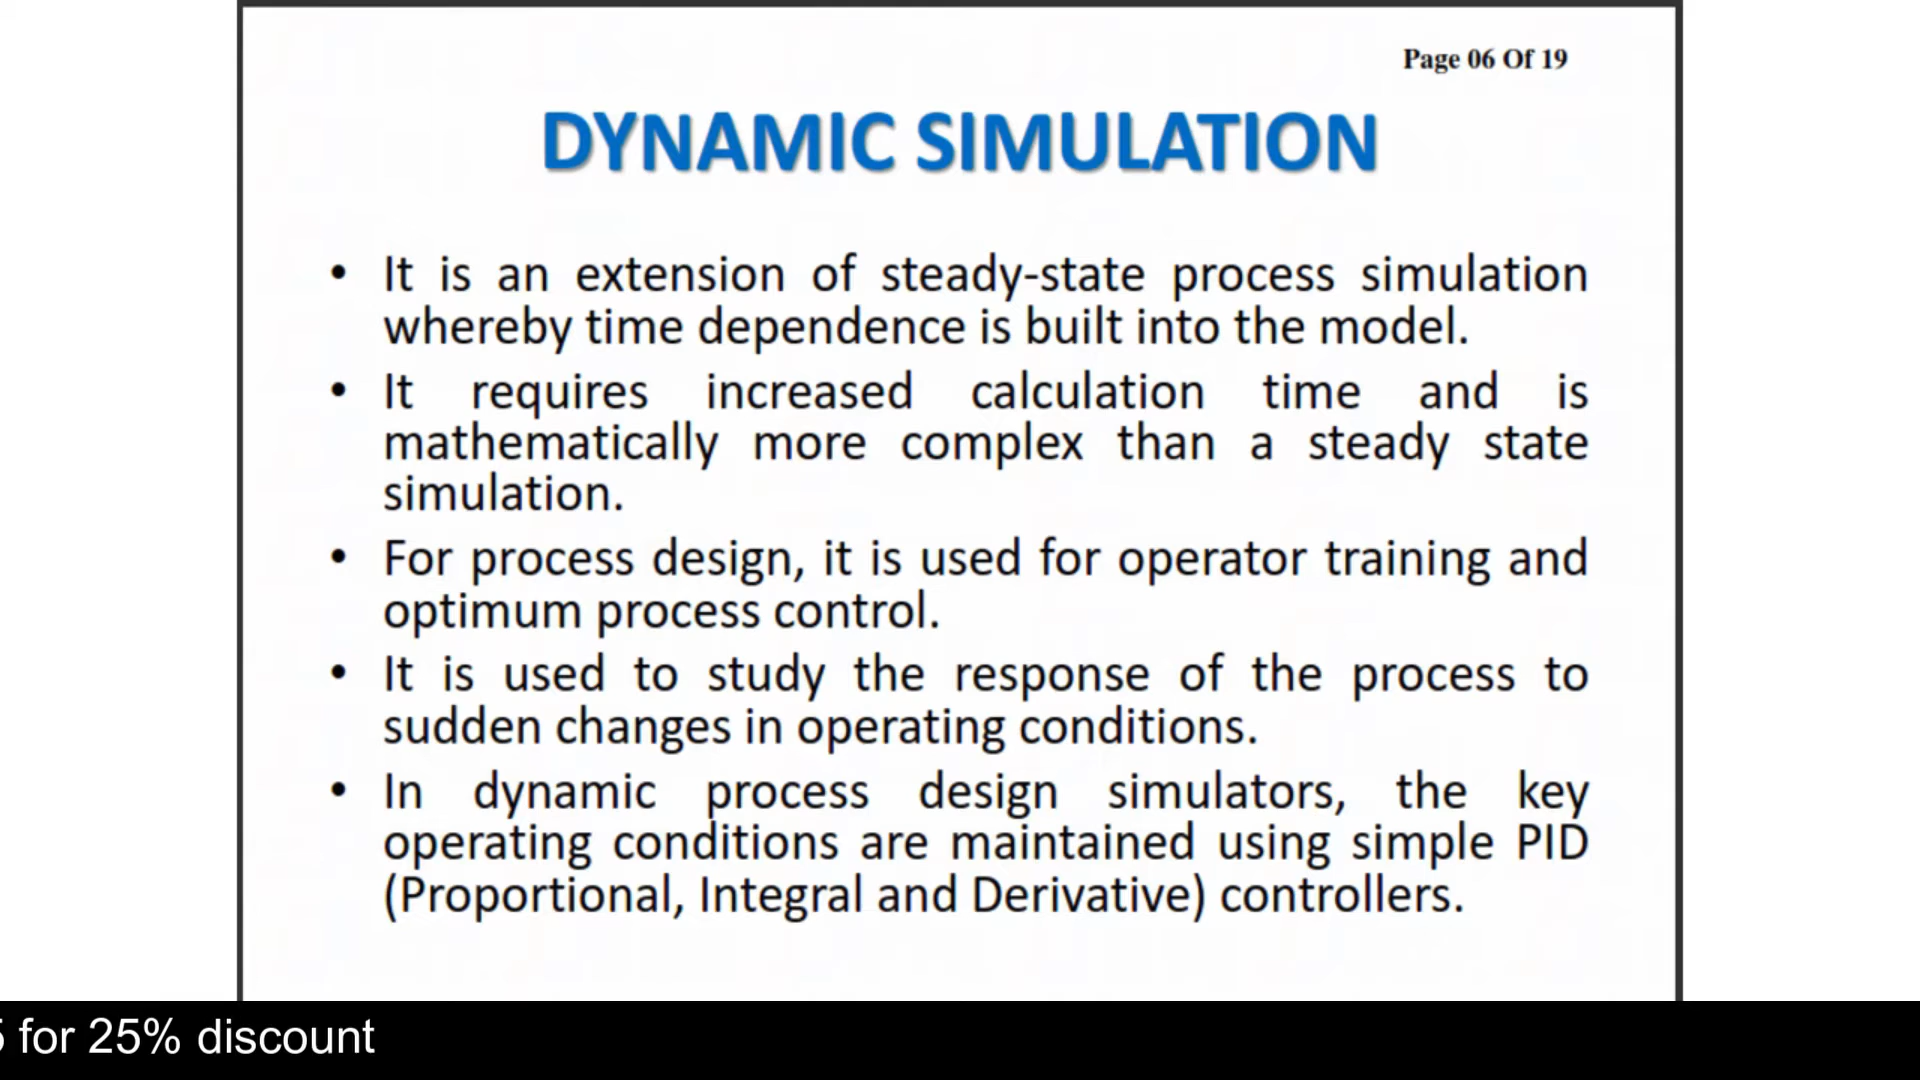 Page 06 Of 19
DYNAMIC SIMULATION
• It is an extension of steady-state process simulation
whereby time dependence is built into the model.
• It requires increased calculation time and is
mathematically more complex than a steady state
simulation.
• For process design, it is used for operator training and
optimum process control.
• It is used to study the response of the process to
sudden changes in operating conditions.
• In dynamic process design simulators, the key
operating conditions are maintained using simple PID
(Proportional, Integral and Derivative) controllers.
for 25% discount